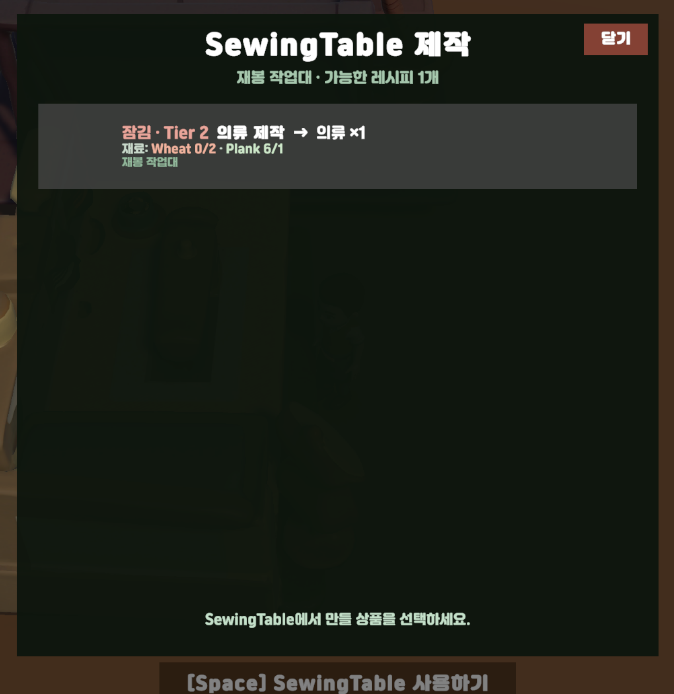 SewingTable 제작
닫기
재봉 작업대 · 가능한 레시피 1개
잠김 · Tier 2 의류 제작 → 의류 ×1
재료: Wheat 0/2 · Plank 6/1
재봉 작업대
SewingTable에서 만들 상품을 선택하세요.
[Space] SewingTable 사용하기